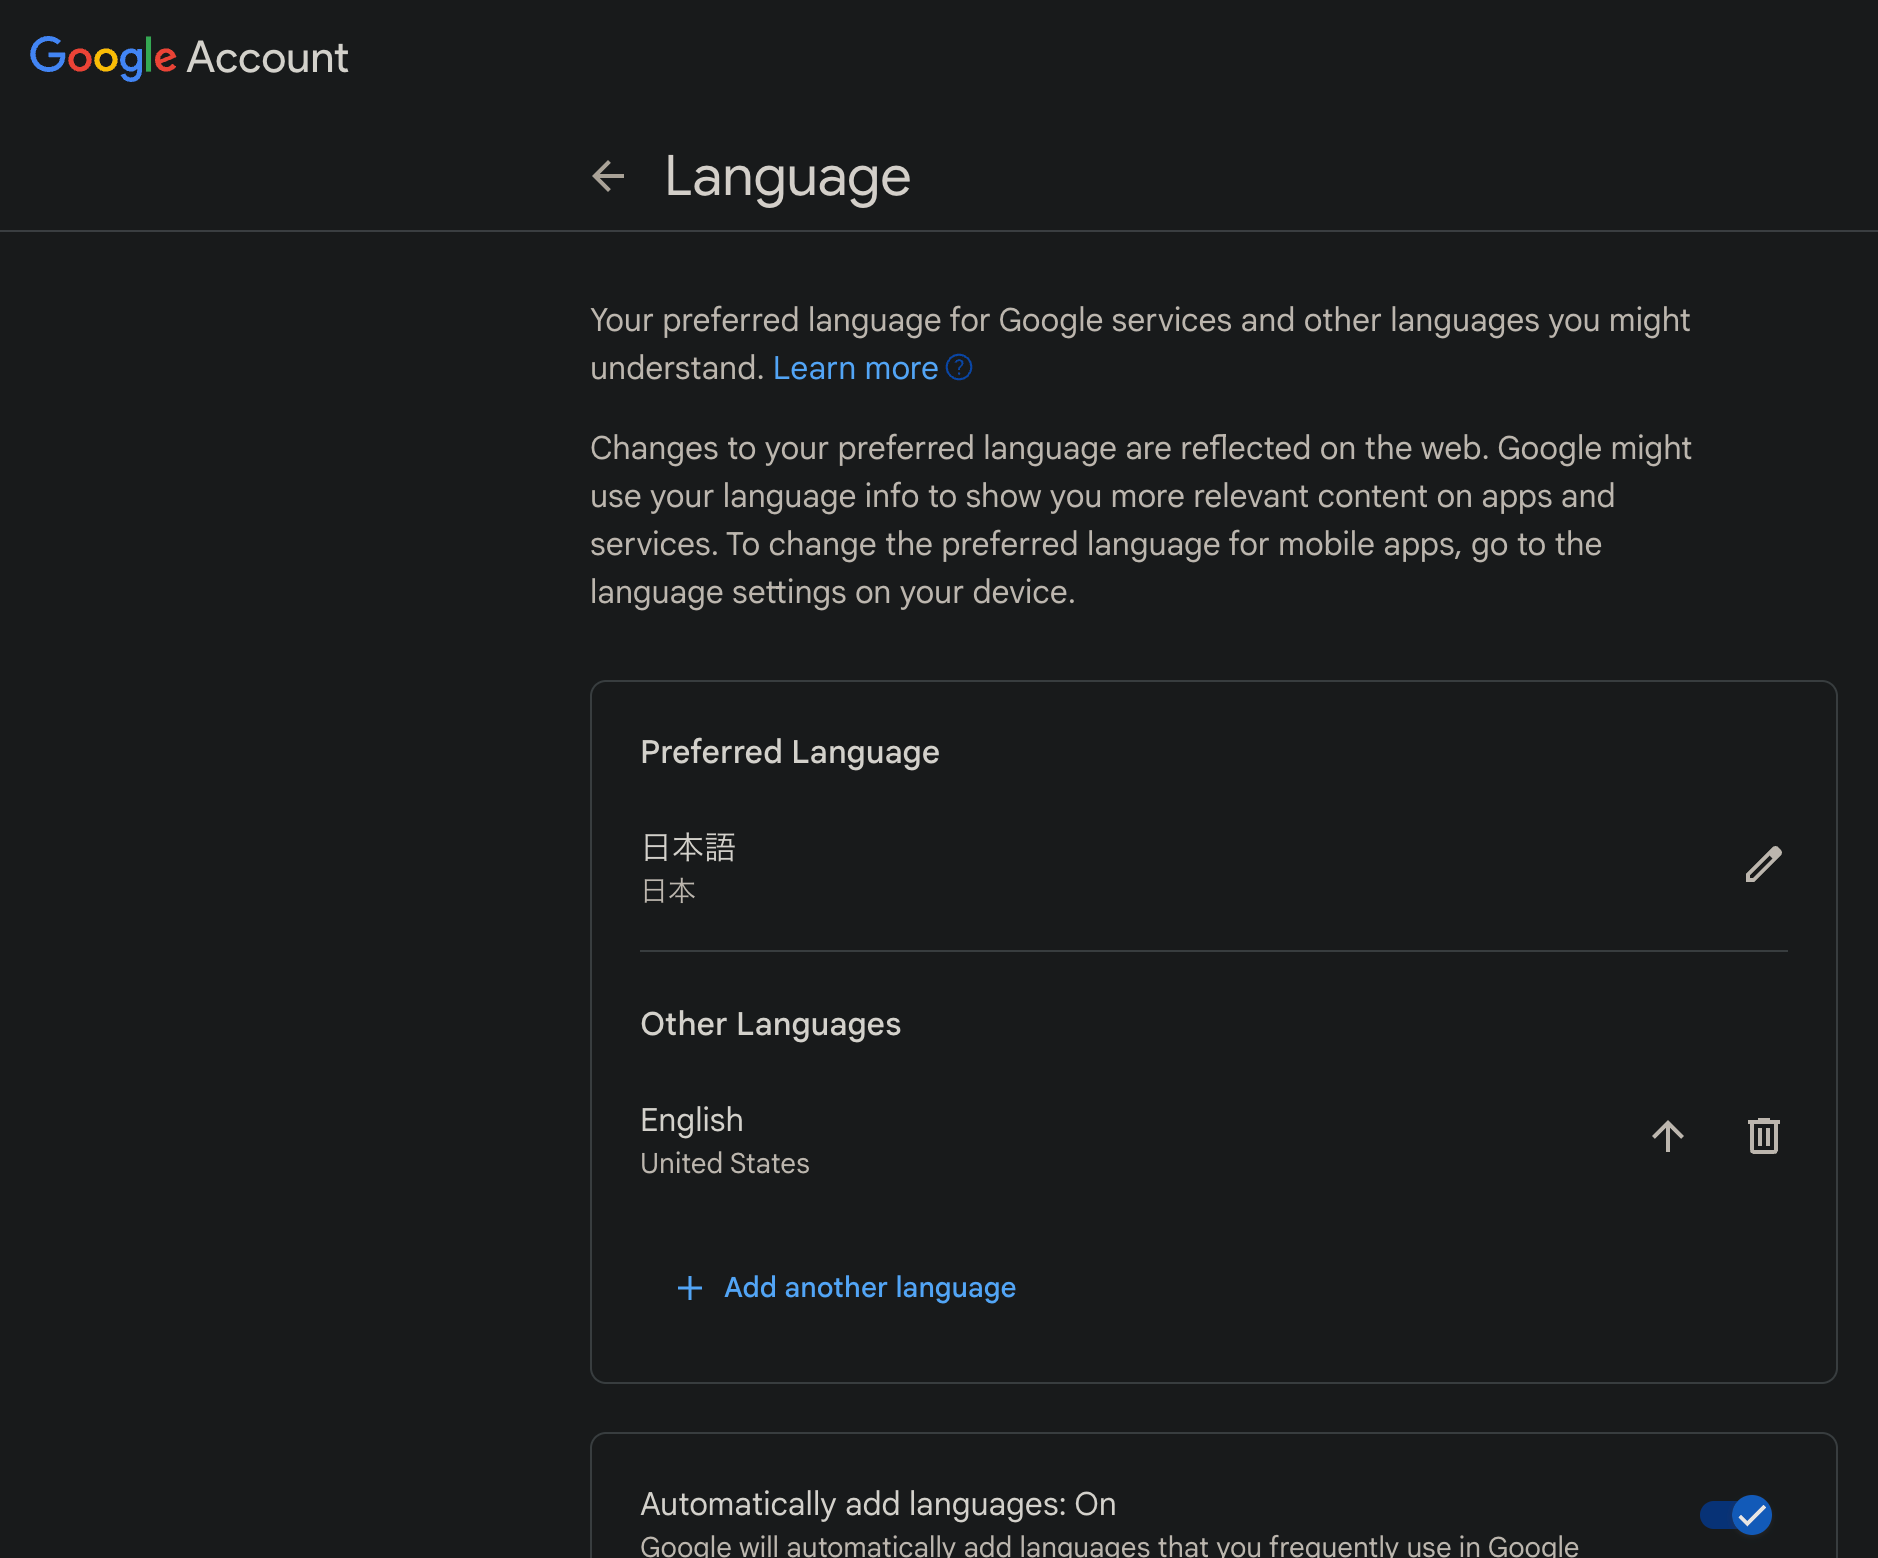 Google Account
Language
Your preferred language for Google services and other languages you might
understand. Learn more
Changes to your preferred language are reflected on the web. Google might
use your language info to show you more relevant content on apps and
services. To change the preferred language for mobile apps, go to the
language settings on your device.
Preferred Language
日本語
日本
Other Languages
English
United States
+ Add another language
Automatically add languages: On
Google will automatically add languages that you frequently use in Google